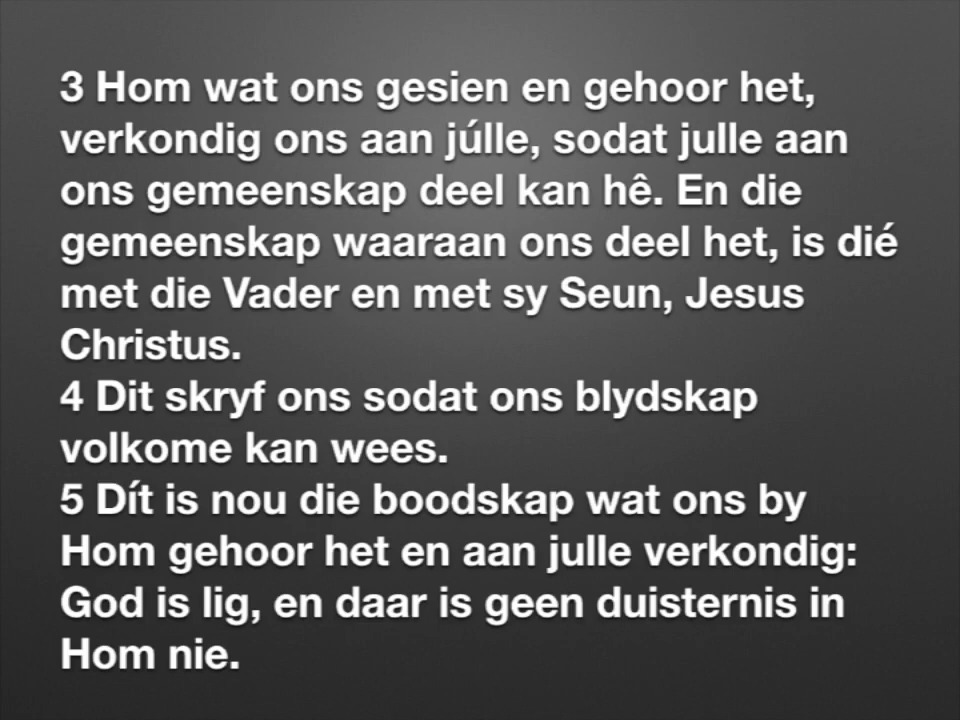 3 Hom wat ons gesien en gehoor het,
verkondig ons aan júlle, sodat julle aan
ons gemeenskap deel kan hê. En die
gemeenskap waaraan ons deel het, is dié
met die Vader en met sy Seun, Jesus
Christus.
4 Dit skryf ons sodat ons blydskap
volkome kan wees.
5 Dít is nou die boodskap wat ons by
Hom gehoor het en aan julle verkondig:
God is lig, en daar is geen duisternis in
Hom nie.